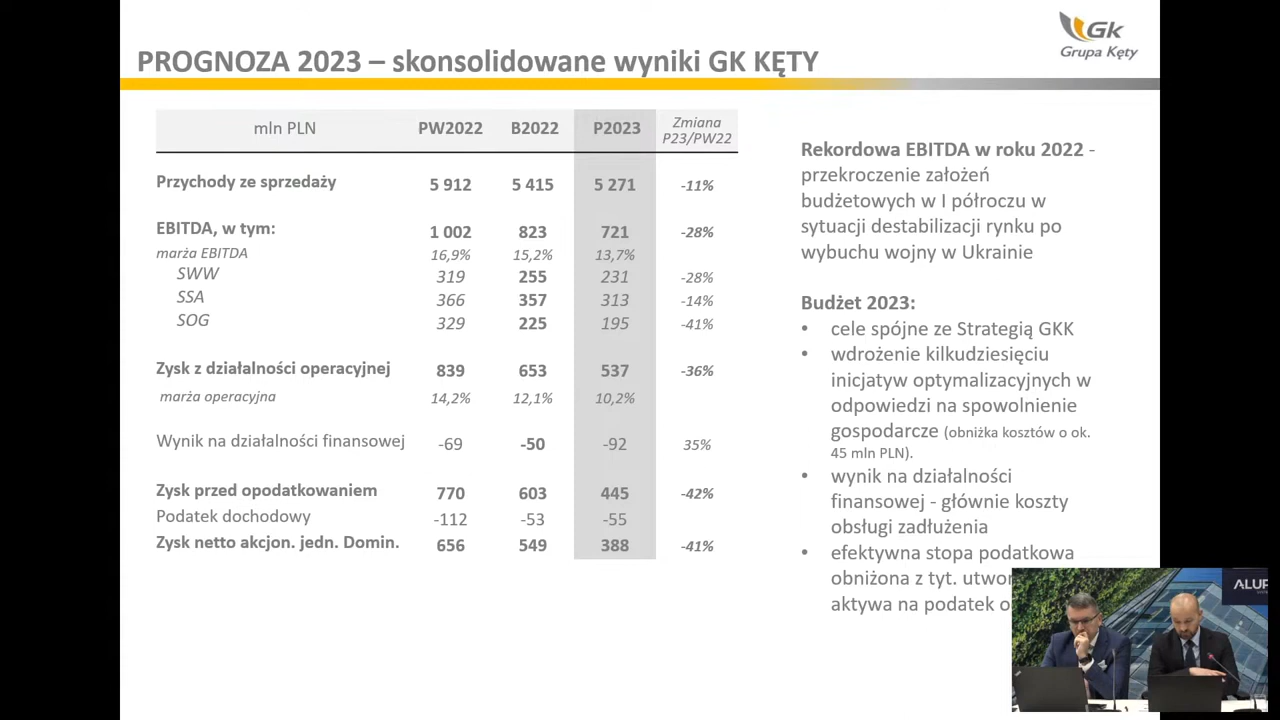 Gk
Grupa Kęty
PROGNOZA 2023 – skonsolidowane wyniki GK KĘTY
mln PLN PW2022 B2022 P2023 Zmiana P23/PW22
Przychody ze sprzedaży 5 912 5 415 5 271 -11%
EBITDA, w tym: 1 002 823 721 -28%
marża EBITDA 16,9% 15,2% 13,7%
SWW 319 255 231 -28%
SSA 366 357 313 -14%
SOG 329 225 195 -41%
Zysk z działalności operacyjnej 839 653 537 -36%
marża operacyjna 14,2% 12,1% 10,2%
Wynik na działalności finansowej -69 -50 -92 35%
Zysk przed opodatkowaniem 770 603 445 -42%
Podatek dochodowy -112 -53 -55
Zysk netto akcjon. jedn. Domin. 656 549 388 -41%
Rekordowa EBITDA w roku 2022 -
przekroczenie założeń
budżetowych w I półroczu w
sytuacji destabilizacji rynku po
wybuchu wojny w Ukrainie
Budżet 2023:
• cele spójne ze Strategią GKK
• wdrożenie kilkudziesięciu
inicjatyw optymalizacyjnych w
odpowiedzi na spowolnienie
gospodarcze (obniżka kosztów o ok.
45 mln PLN).
• wynik na działalności
finansowej - głównie koszty
obsługi zadłużenia
• efektywna stopa podatkowa
obniżona z tyt.
aktywa na podatek